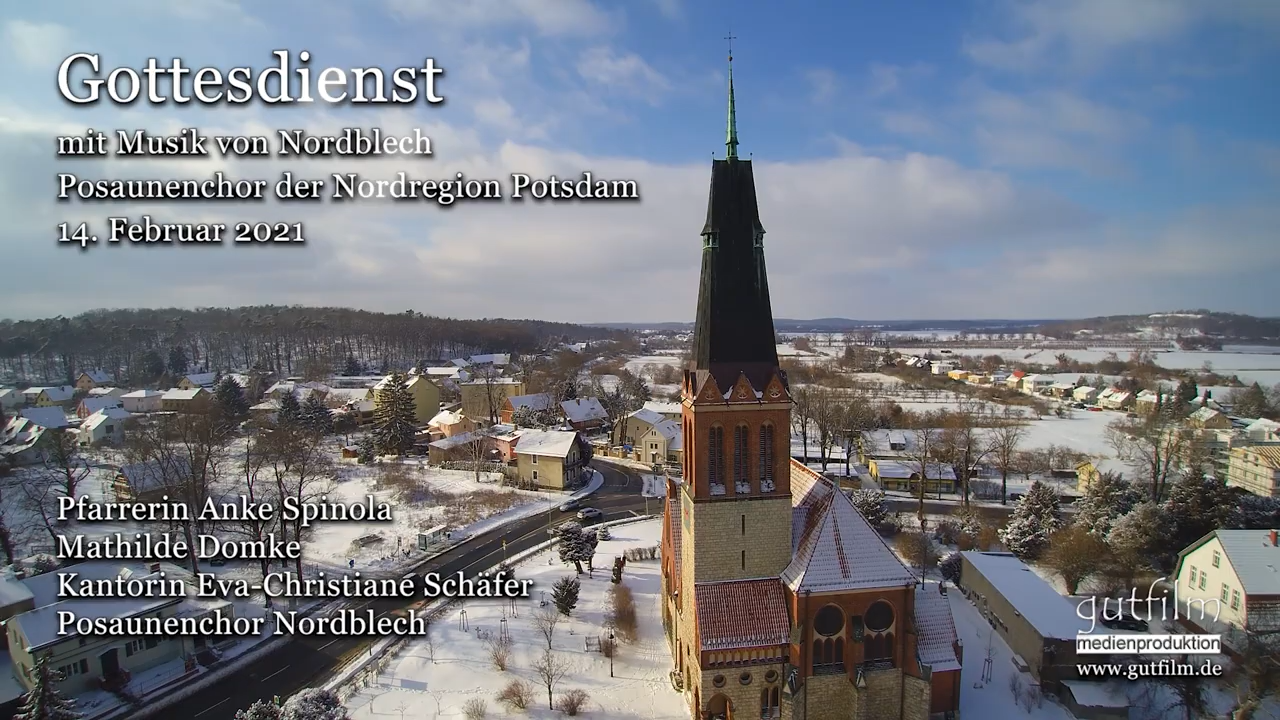 Gottesdienst
mit Musik von Nordblech
Posaunenchor der Nordregion Potsdam
14. Februar 2021
Pfarrerin Anke Spinola
Mathilde Domke
Kantorin Eva-Christiane Schäfer
Posaunenchor Nordblech
gutfilm
medienproduktion
www.gutfilm.de